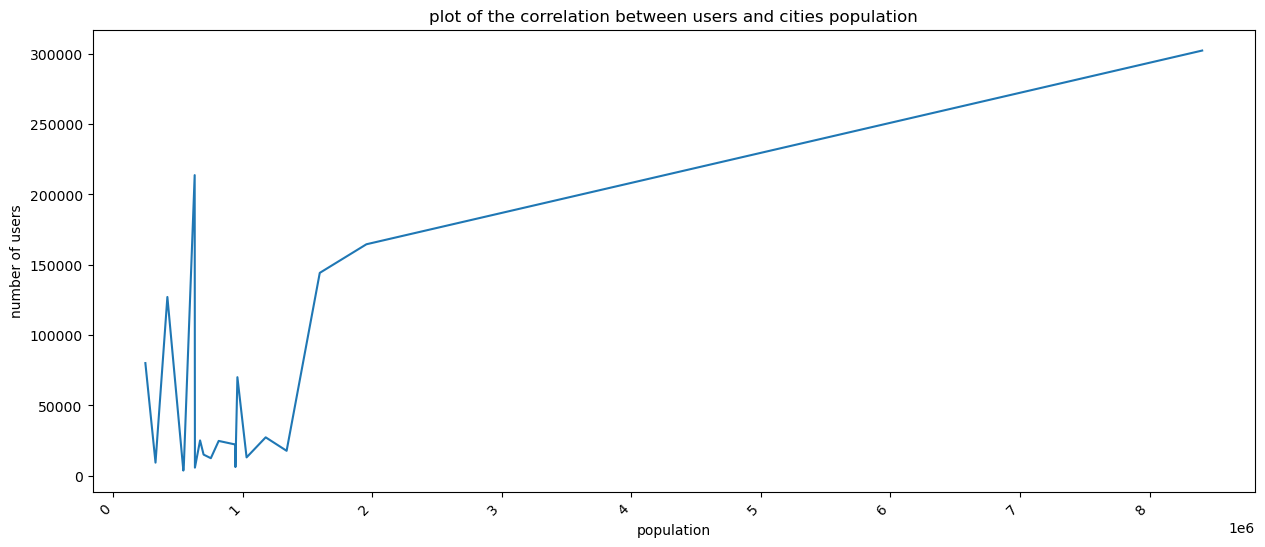 plot of the correlation between users and cities population
300000
250000
200000
150000
100000
50000
0
number of users
0 1 2 3 4 5 6 7 8
1e6
population